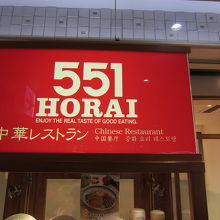 551
HORAI
ENJOY THE REAL TASTE OF GOOD EATING.
中華レストラン Chinese Restaurant
中国餐厅 중화 요리 레스토랑